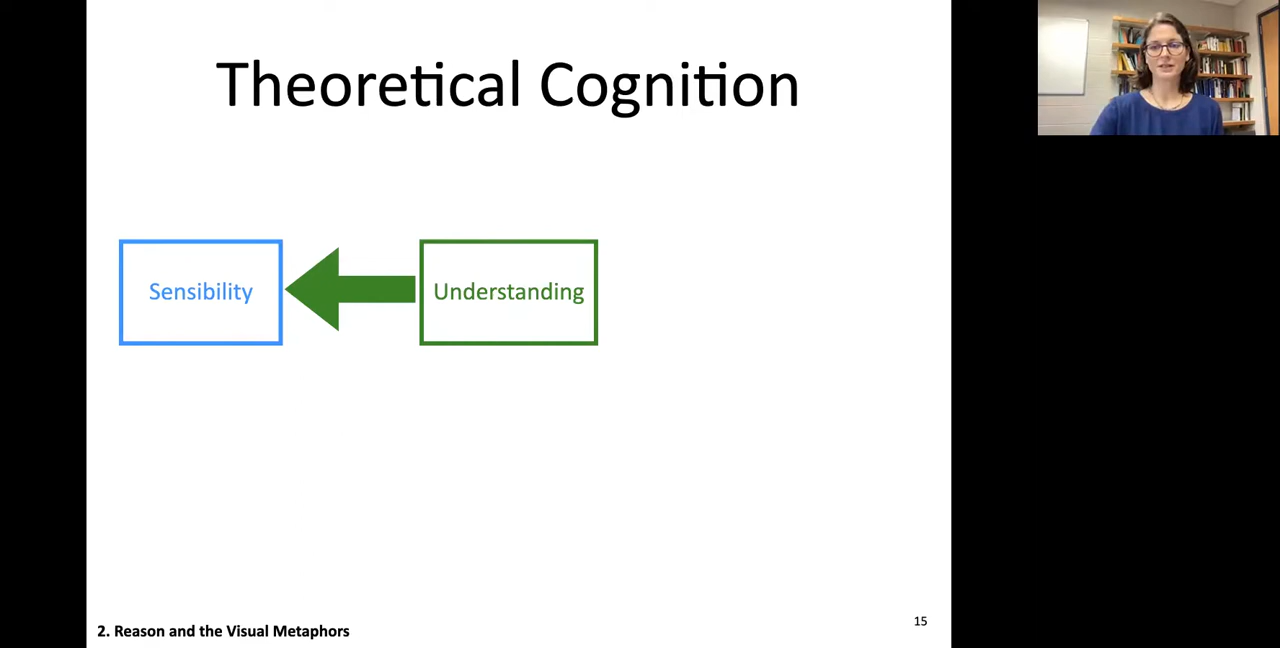 Theoretical Cognition
Sensibility
Understanding
2. Reason and the Visual Metaphors
15